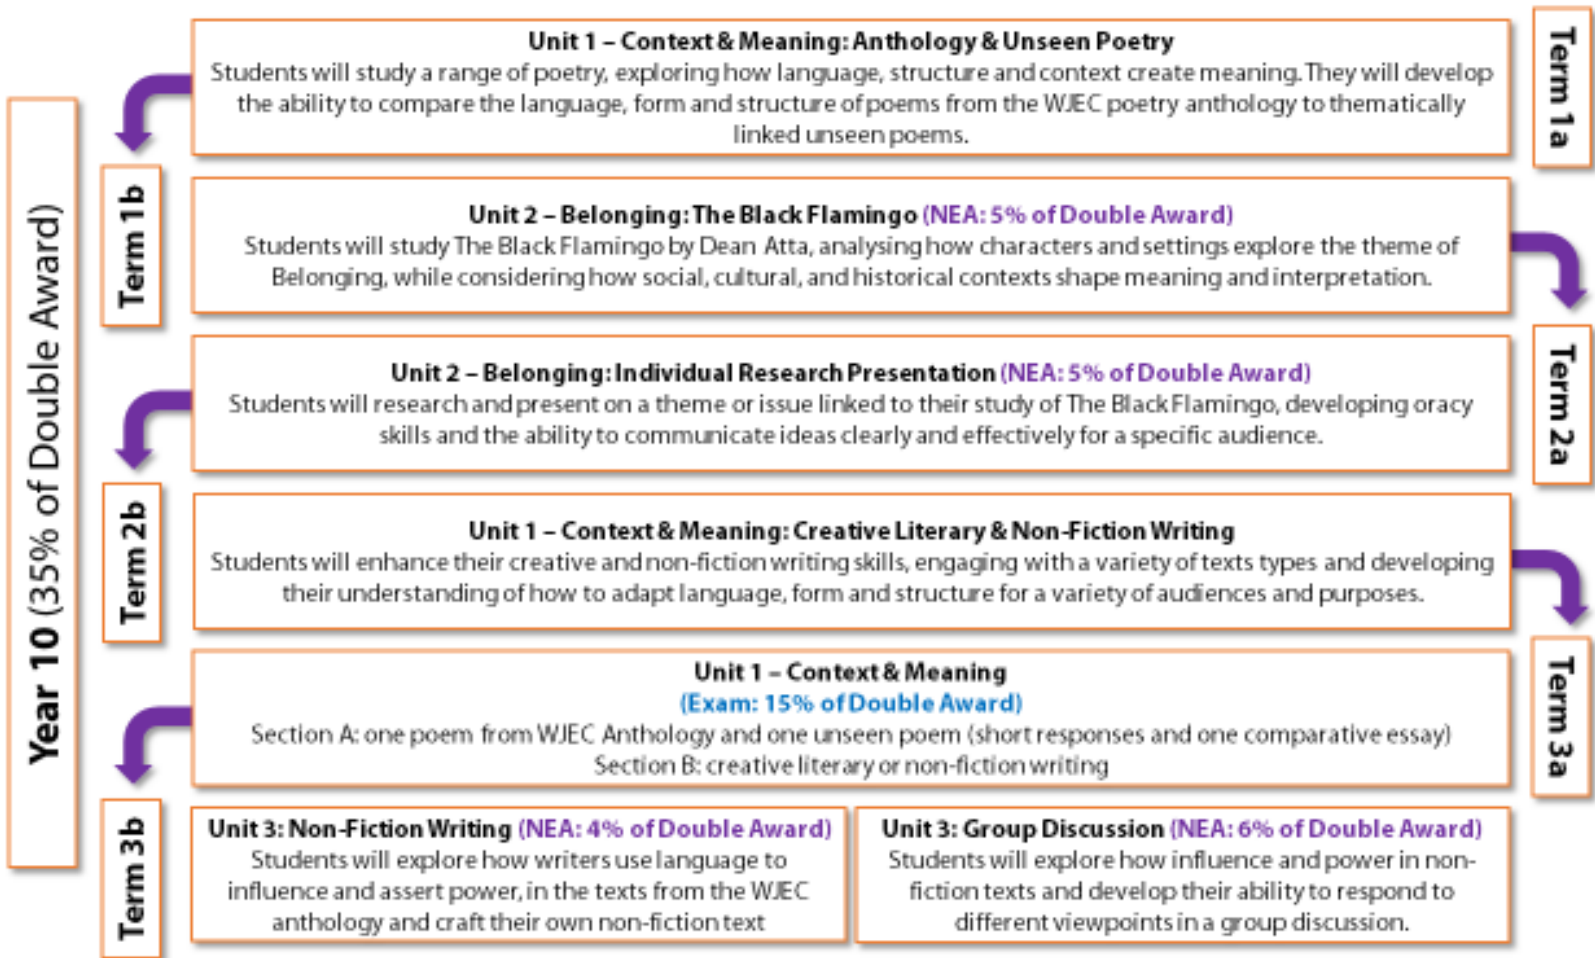 Year 10 (35% of Double Award)
Term 1a
Unit 1 – Context & Meaning: Anthology & Unseen Poetry
Students will study a range of poetry, exploring how language, structure and context create meaning. They will develop
the ability to compare the language, form and structure of poems from the WJEC poetry anthology to thematically
linked unseen poems.
Term 1b
Unit 2 – Belonging: The Black Flamingo (NEA: 5% of Double Award)
Students will study The Black Flamingo by Dean Atta, analysing how characters and settings explore the theme of
Belonging, while considering how social, cultural, and historical contexts shape meaning and interpretation.
Term 2a
Unit 2 – Belonging: Individual Research Presentation (NEA: 5% of Double Award)
Students will research and present on a theme or issue linked to their study of The Black Flamingo, developing oracy
skills and the ability to communicate ideas clearly and effectively for a specific audience.
Term 2b
Unit 1 – Context & Meaning: Creative Literary & Non-Fiction Writing
Students will enhance their creative and non-fiction writing skills, engaging with a variety of texts types and developing
their understanding of how to adapt language, form and structure for a variety of audiences and purposes.
Term 3a
Unit 1 – Context & Meaning
(Exam: 15% of Double Award)
Section A: one poem from WJEC Anthology and one unseen poem (short responses and one comparative essay)
Section B: creative literary or non-fiction writing
Term 3b
Unit 3: Non-Fiction Writing (NEA: 4% of Double Award)
Students will explore how writers use language to
influence and assert power, in the texts from the WJEC
anthology and craft their own non-fiction text
Unit 3: Group Discussion (NEA: 6% of Double Award)
Students will explore how influence and power in non-
fiction texts and develop their ability to respond to
different viewpoints in a group discussion.